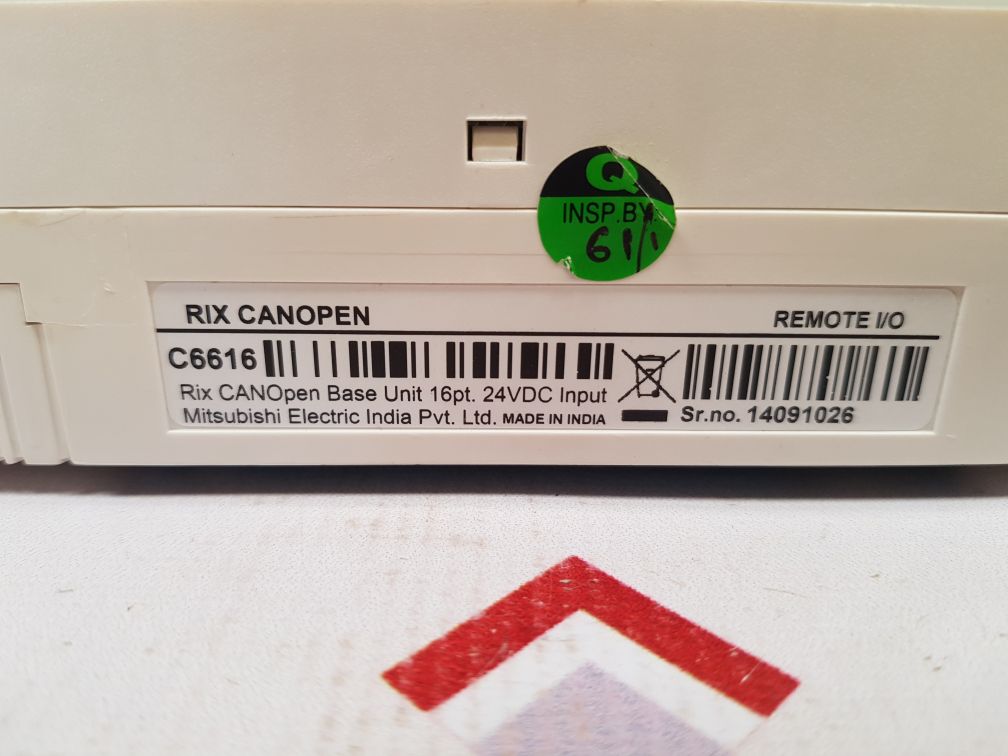 Q
INSP.BY.
RIX CANOPEN
REMOTE I/O
C6616
Rix CANOpen Base Unit 16pt. 24VDC Input
Mitsubishi Electric India Pvt. Ltd. MADE IN INDIA
Sr.no. 14091026